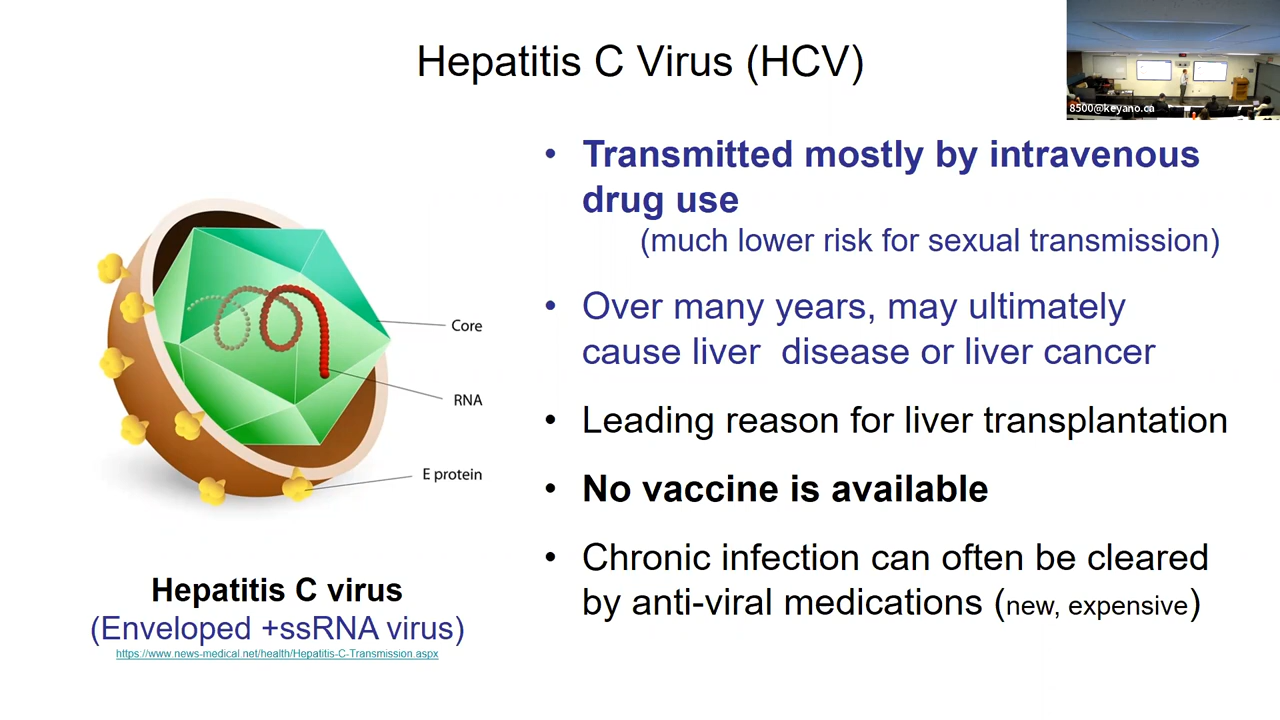 Hepatitis C Virus (HCV)
8500@keyano.ca
• Transmitted mostly by intravenous
drug use
(much lower risk for sexual transmission)
• Over many years, may ultimately
cause liver disease or liver cancer
• Leading reason for liver transplantation
• No vaccine is available
• Chronic infection can often be cleared
by anti-viral medications (new, expensive)
Core
RNA
E protein
Hepatitis C virus
(Enveloped +ssRNA virus)
https://www.news-medical.net/health/Hepatitis-C-Transmission.aspx